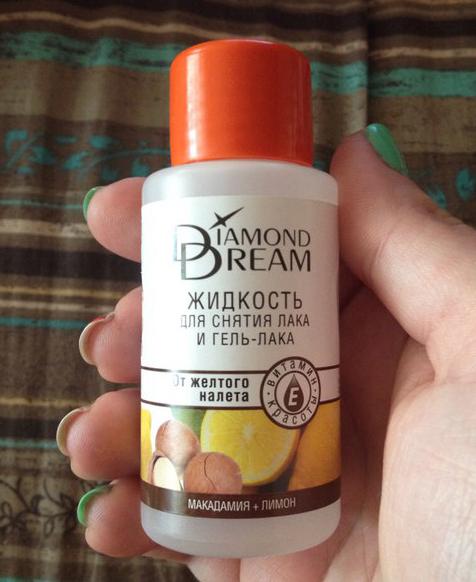 DIAMOND
DREAM
ЖИДКОСТЬ
ДЛЯ СНЯТИЯ ЛАКА
И ГЕЛЬ-ЛАКА
От желтого
налета
витамин
Е
красоты
МАКАДАМИЯ + ЛИМОН